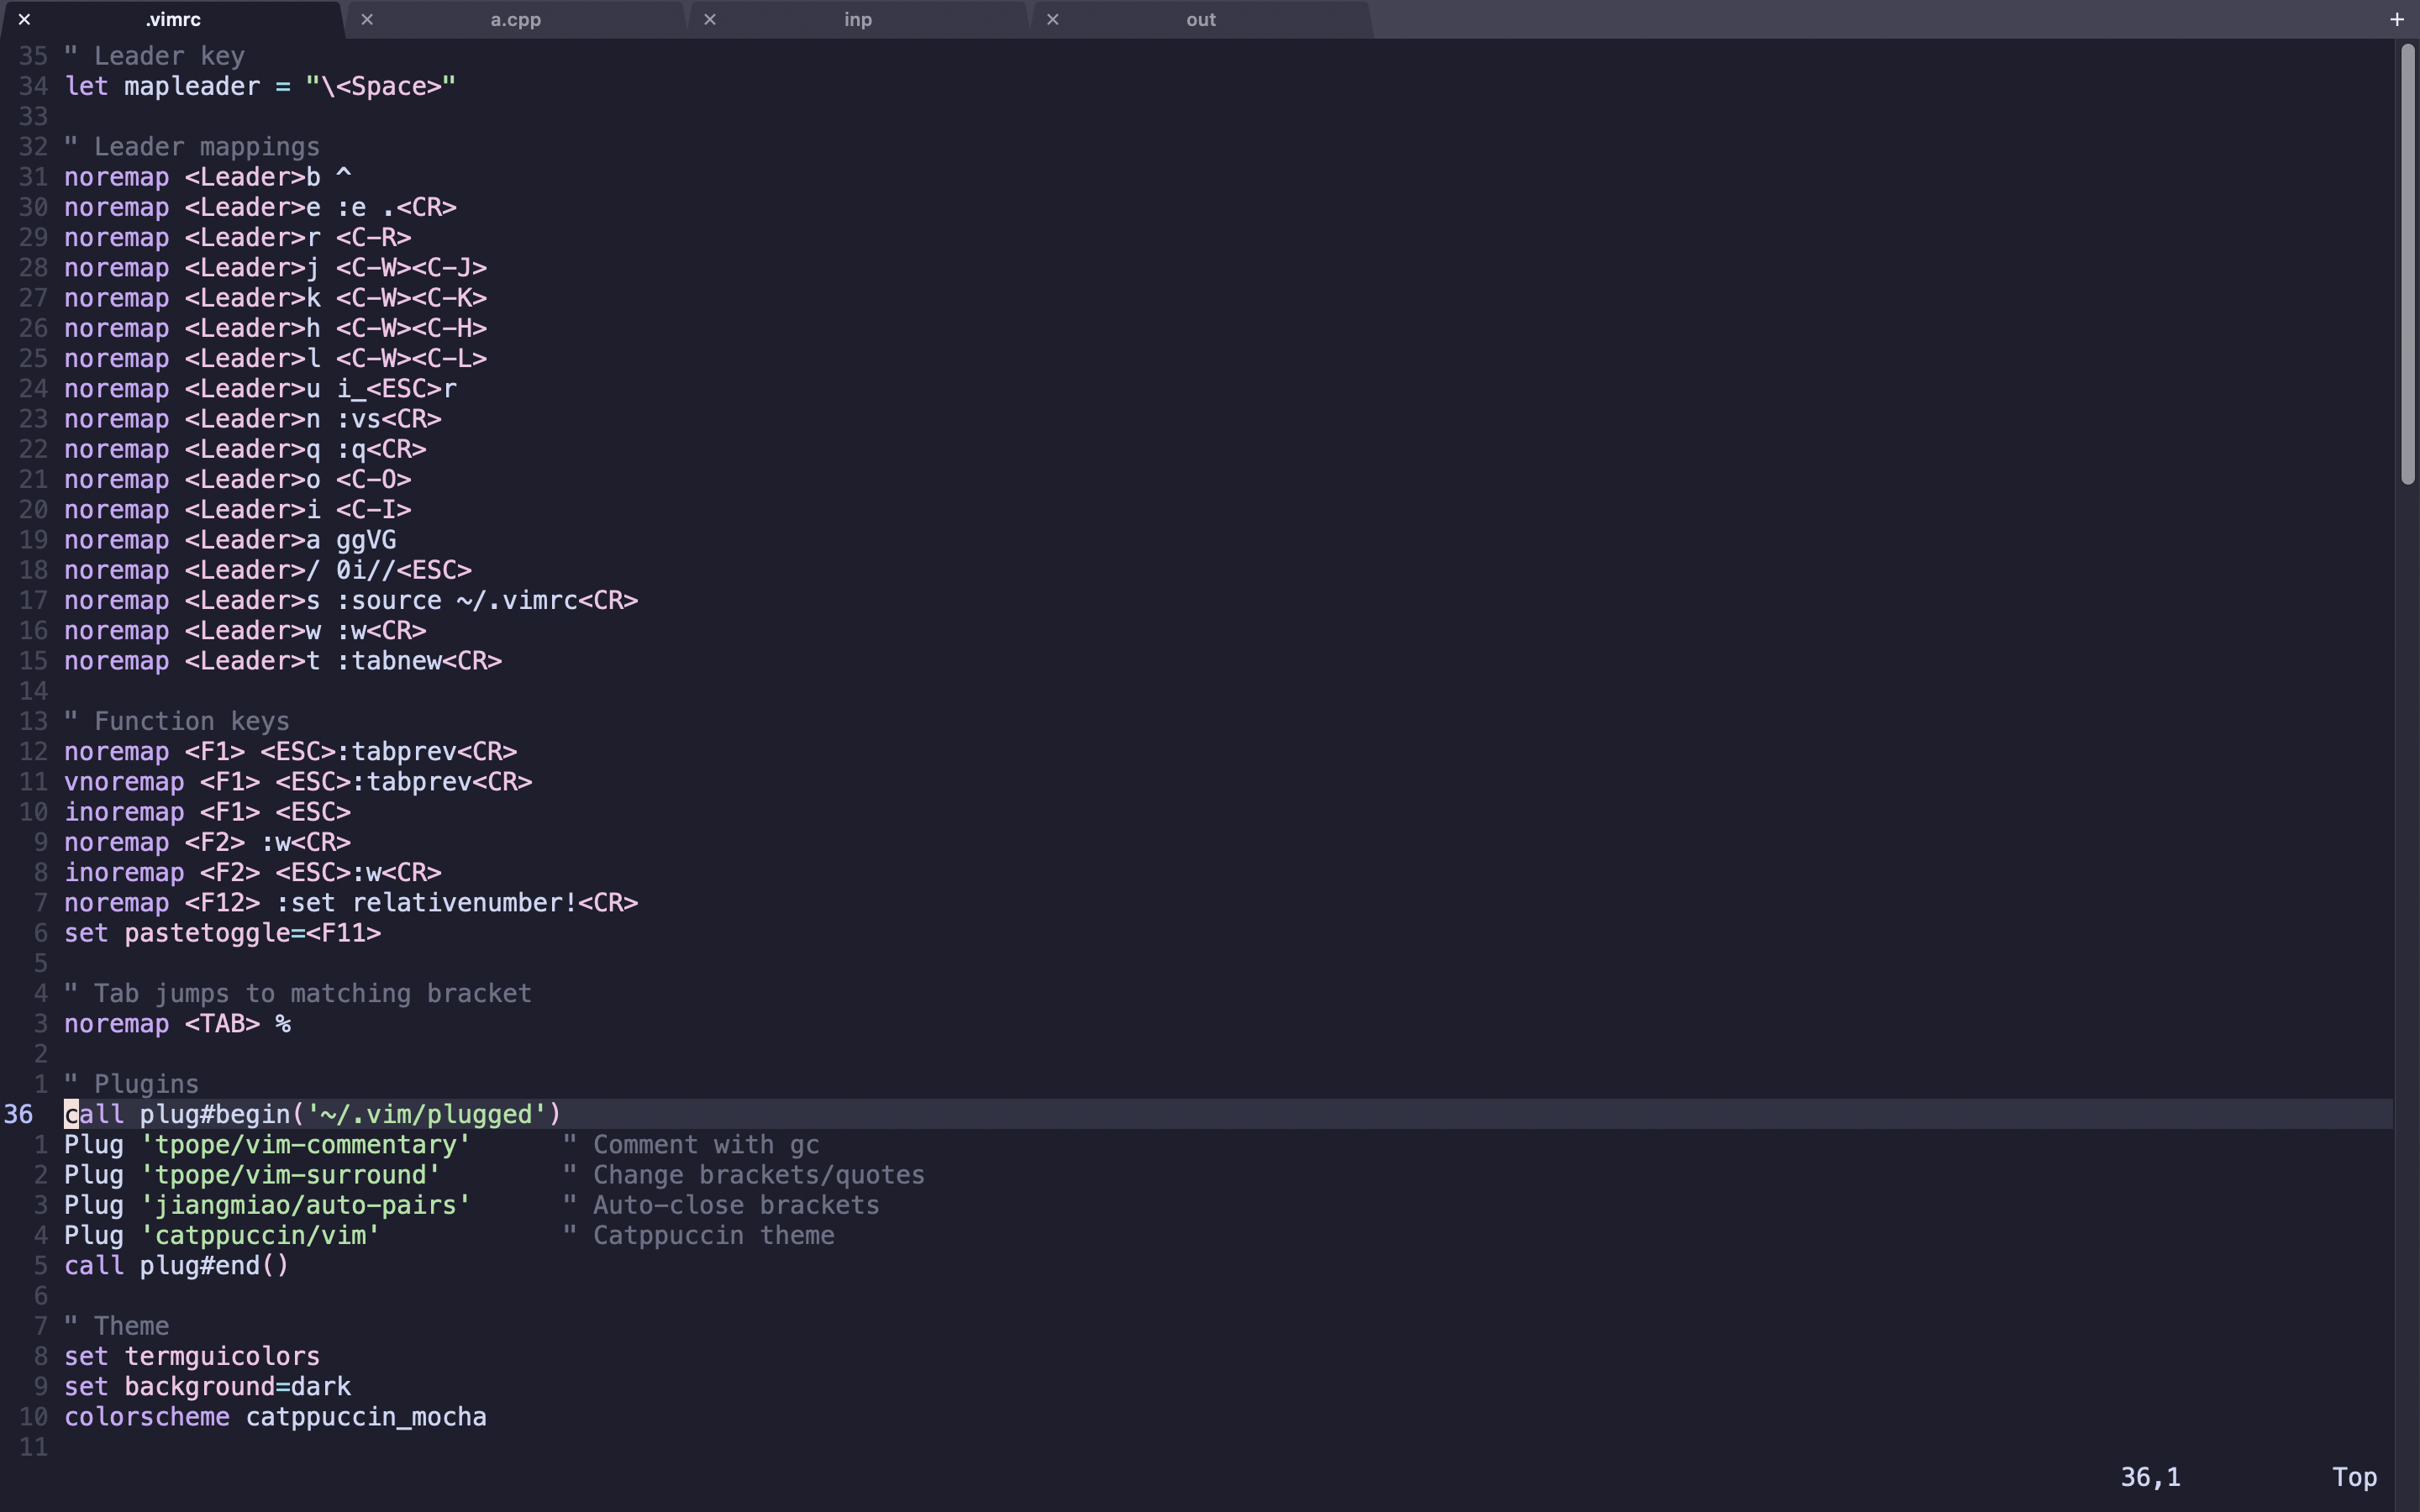 .vimrc a.cpp inp out +
35 " Leader key
34 let mapleader = "\<Space>"
33
32 " Leader mappings
31 noremap <Leader>b ^
30 noremap <Leader>e :e .<CR>
29 noremap <Leader>r <C-R>
28 noremap <Leader>j <C-W><C-J>
27 noremap <Leader>k <C-W><C-K>
26 noremap <Leader>h <C-W><C-H>
25 noremap <Leader>l <C-W><C-L>
24 noremap <Leader>u i_<ESC>r
23 noremap <Leader>n :vs<CR>
22 noremap <Leader>q :q<CR>
21 noremap <Leader>o <C-O>
20 noremap <Leader>i <C-I>
19 noremap <Leader>a ggVG
18 noremap <Leader>/ 0i//<ESC>
17 noremap <Leader>s :source ~/.vimrc<CR>
16 noremap <Leader>w :w<CR>
15 noremap <Leader>t :tabnew<CR>
14
13 " Function keys
12 noremap <F1> <ESC>:tabprev<CR>
11 vnoremap <F1> <ESC>:tabprev<CR>
10 inoremap <F1> <ESC>
9 noremap <F2> :w<CR>
8 inoremap <F2> <ESC>:w<CR>
7 noremap <F12> :set relativenumber!<CR>
6 set pastetoggle=<F11>
5
4 " Tab jumps to matching bracket
3 noremap <TAB> %
2
1 " Plugins
36 call plug#begin('~/.vim/plugged')
1 Plug 'tpope/vim-commentary' " Comment with gc
2 Plug 'tpope/vim-surround' " Change brackets/quotes
3 Plug 'jiangmiao/auto-pairs' " Auto-close brackets
4 Plug 'catppuccin/vim' " Catppuccin theme
5 call plug#end()
6
7 " Theme
8 set termguicolors
9 set background=dark
10 colorscheme catppuccin_mocha
11
36,1 Top